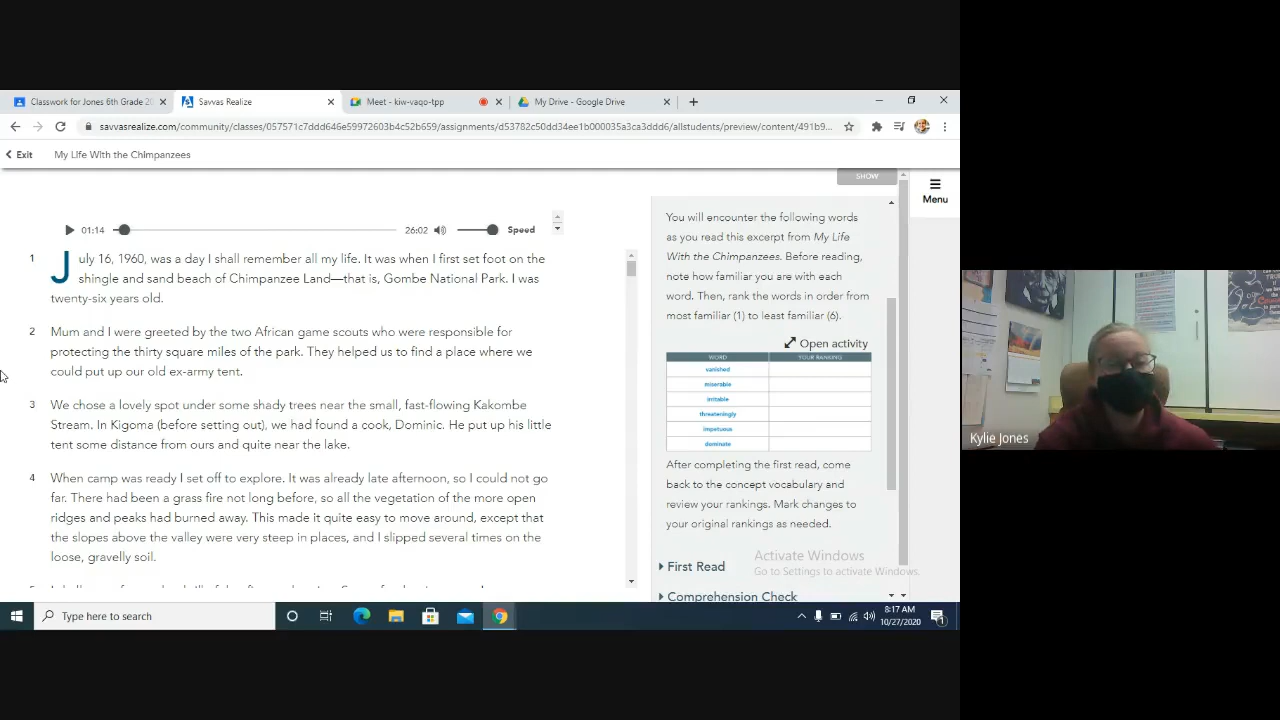 Classwork for Jones 6th Grade 20
Savvas Realize
Meet - kiw-vaqo-tpp
My Drive - Google Drive
savvasrealize.com/community/classes/057571c7ddd646e59972603b4c52b659/assignments/d53782c50dd34ee1b000035a3ca3ddd6/allstudents/preview/content/491b9...
Exit
My Life With the Chimpanzees
SHOW
Menu
01:14
26:02
Speed
1
July 16, 1960, was a day I shall remember all my life. It was when I first set foot on the
shingle and sand beach of Chimpanzee Land—that is, Gombe National Park. I was
twenty-six years old.
2
Mum and I were greeted by the two African game scouts who were responsible for
protecting the thirty square miles of the park. They helped us to find a place where we
could put up our old ex-army tent.
3
We chose a lovely spot under some shady trees near the small, fast-flowing Kakombe
Stream. In Kigoma (before setting out), we had found a cook, Dominic. He put up his little
tent some distance from ours and quite near the lake.
4
When camp was ready I set off to explore. It was already late afternoon, so I could not go
far. There had been a grass fire not long before, so all the vegetation of the more open
ridges and peaks had burned away. This made it quite easy to move around, except that
the slopes above the valley were very steep in places, and I slipped several times on the
loose, gravelly soil.
You will encounter the following words
as you read this excerpt from My Life
With the Chimpanzees. Before reading,
note how familiar you are with each
word. Then, rank the words in order from
most familiar (1) to least familiar (6).
Open activity
WORD
YOUR RANKING
vanished
miserable
irritable
threateningly
impetuous
dominate
After completing the first read, come
back to the concept vocabulary and
review your rankings. Mark changes to
your original rankings as needed.
First Read
Comprehension Check
Activate Windows
Go to Settings to activate Windows.
Type here to search
8:17 AM
10/27/2020
1
Kylie Jones